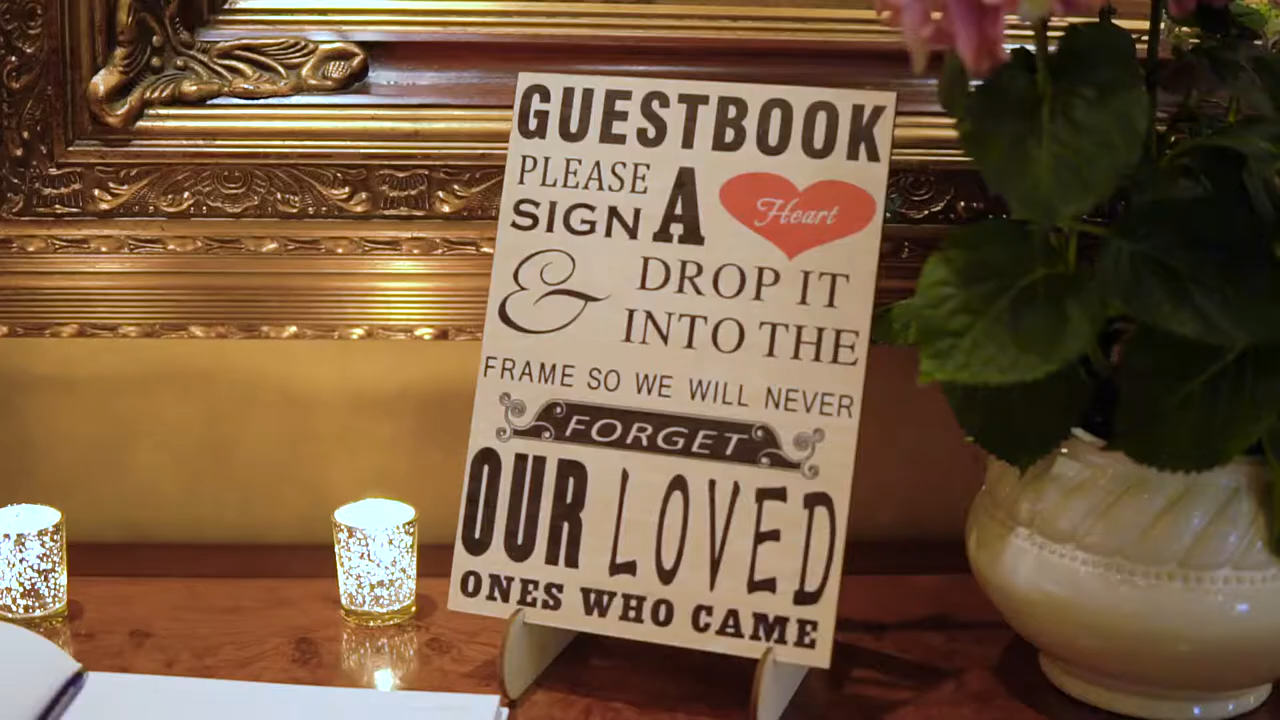 GUESTBOOK
PLEASE
SIGN A Heart
& DROP IT
INTO THE
FRAME SO WE WILL NEVER
FORGET
OUR LOVED
ONES WHO CAME